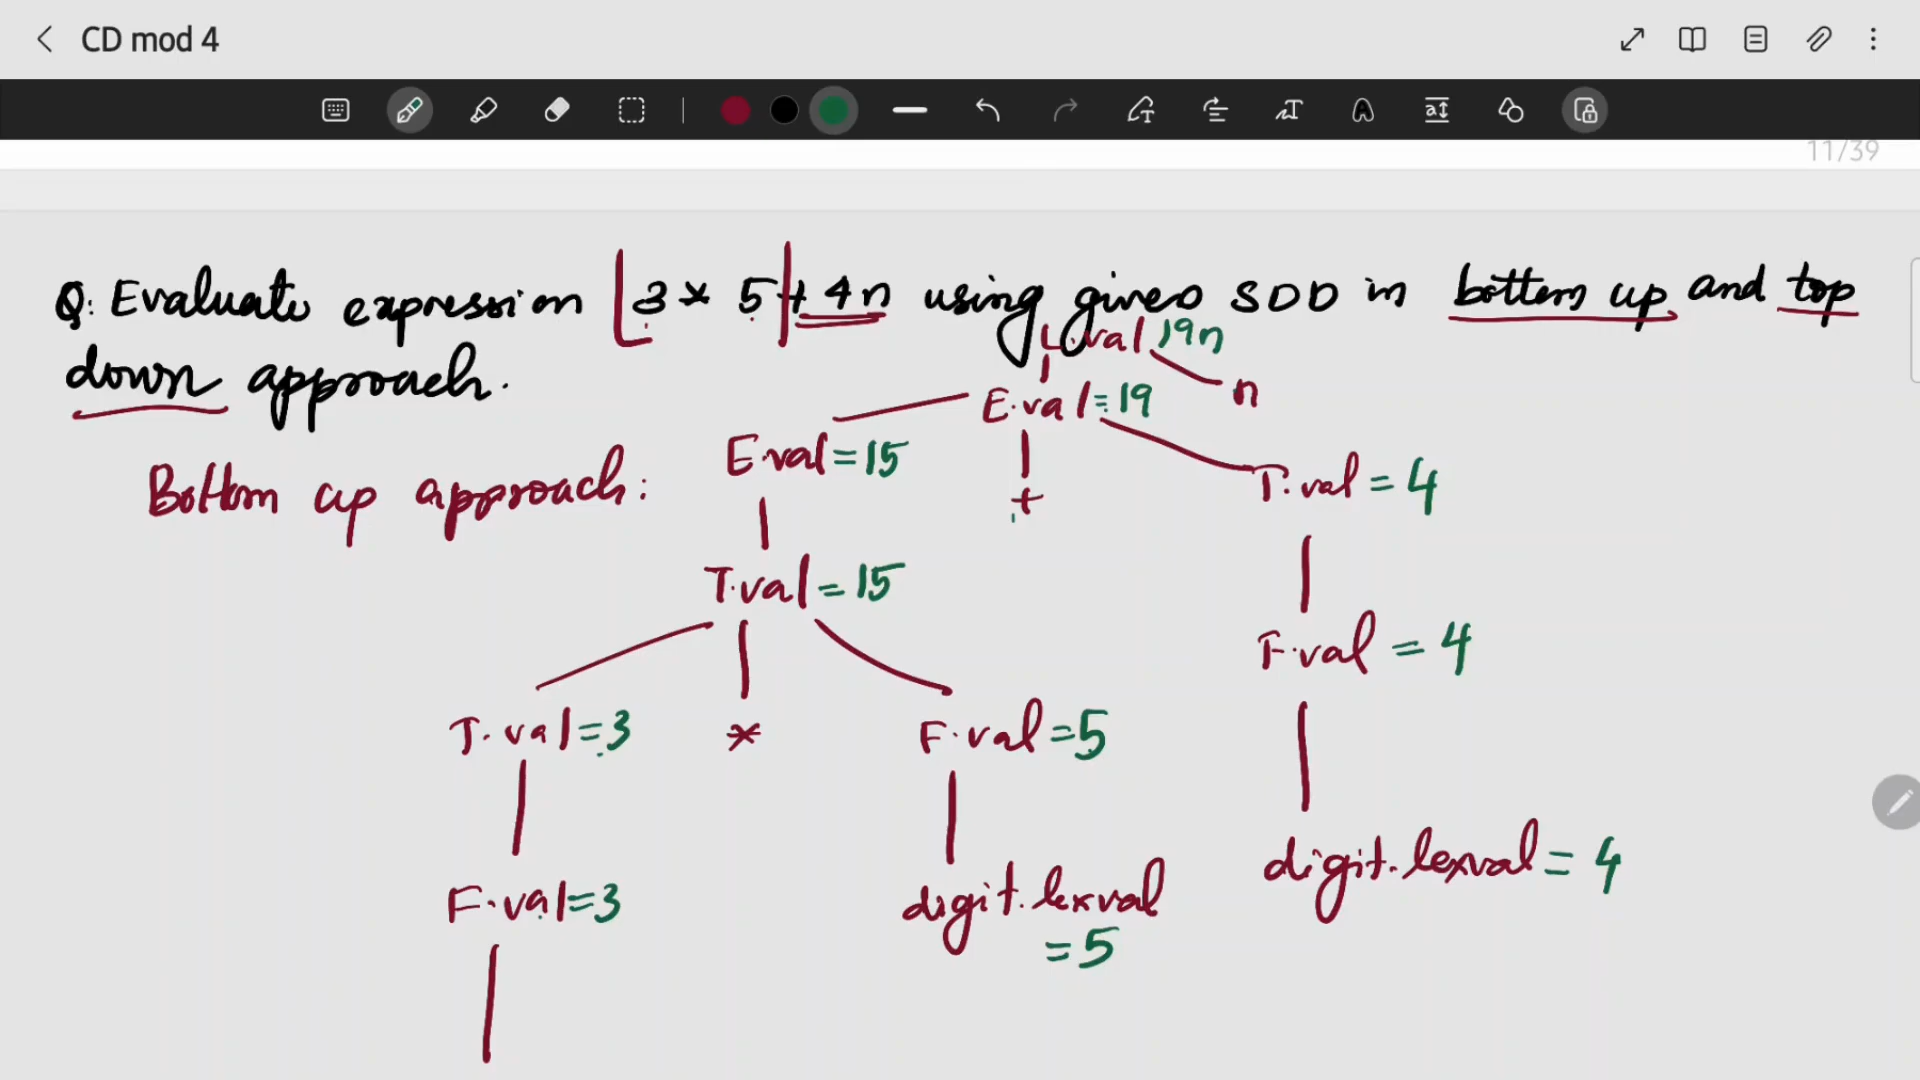 CD mod 4
11/39
Q: Evaluate expression 3 * 5 + 4n using given SDD in bottom up and top
down approach.
L.val 19n
E.val = 19 n
Bottom up approach:
E.val = 15 + T.val = 4
T.val = 15
F.val = 4
T.val = 3 * F.val = 5
digit.lexval = 4
F.val = 3 digit.lexval
= 5